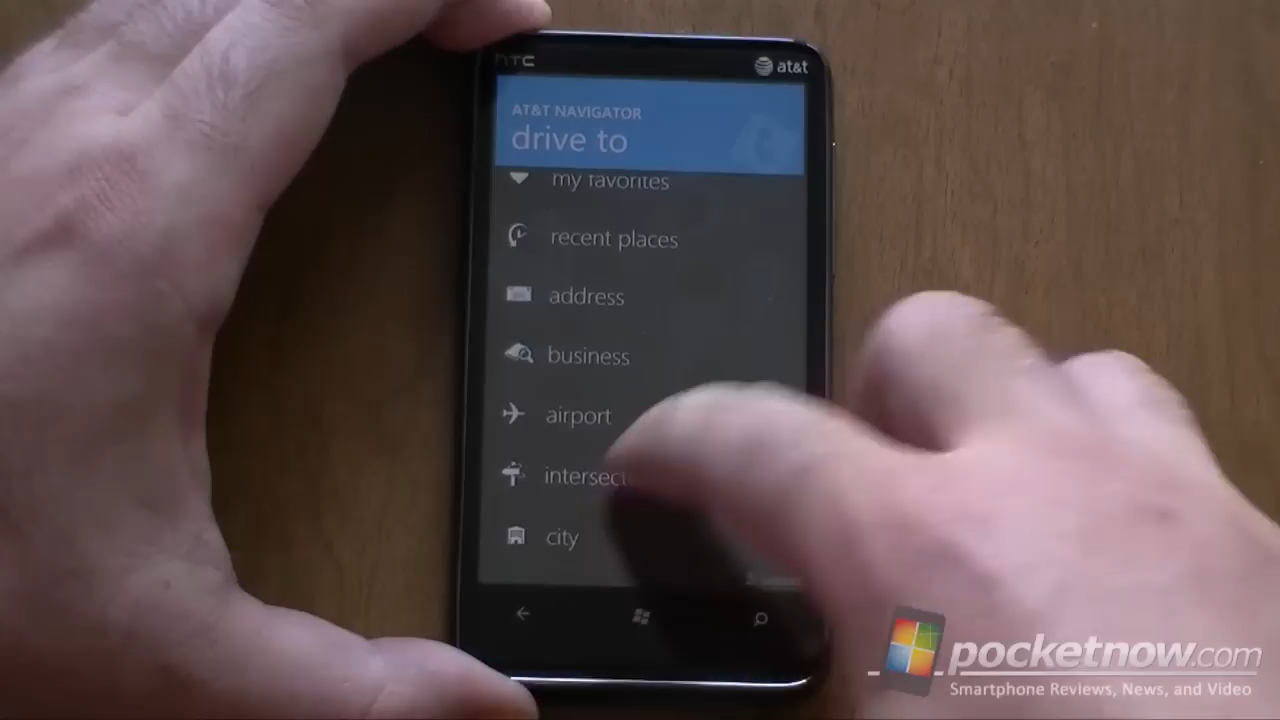 hTC
at&t
AT&T NAVIGATOR
drive to
my favorites
recent places
address
business
airport
intersect
city
pocketnow.com
Smartphone Reviews, News, and Video